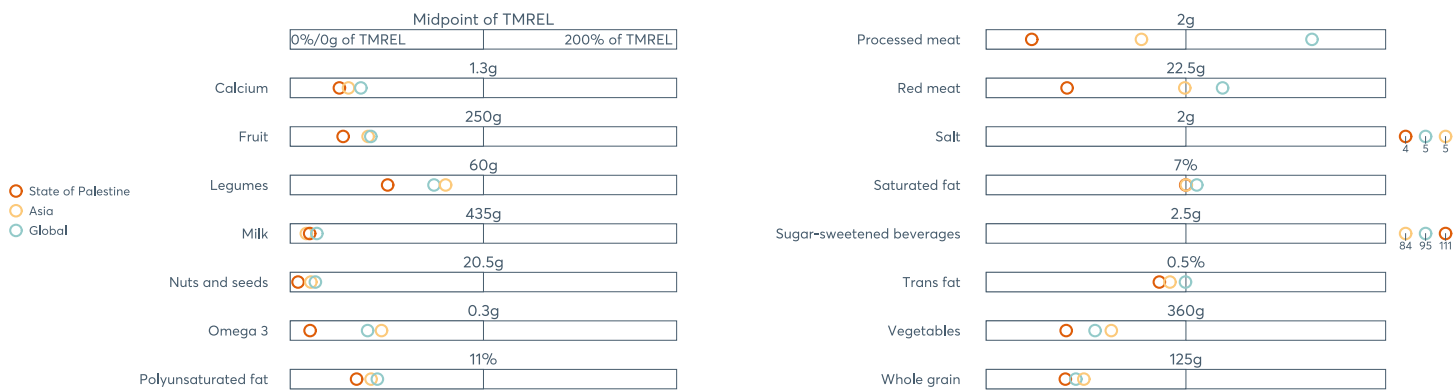 Midpoint of TMREL
0%/0g of TMREL 200% of TMREL
1.3g
Calcium
250g
Fruit
60g
Legumes
435g
Milk
20.5g
Nuts and seeds
0.3g
Omega 3
11%
Polyunsaturated fat
State of Palestine
Asia
Global
2g
Processed meat
22.5g
Red meat
2g
Salt
4 5 5
7%
Saturated fat
2.5g
Sugar-sweetened beverages
84 95 111
0.5%
Trans fat
360g
Vegetables
125g
Whole grain